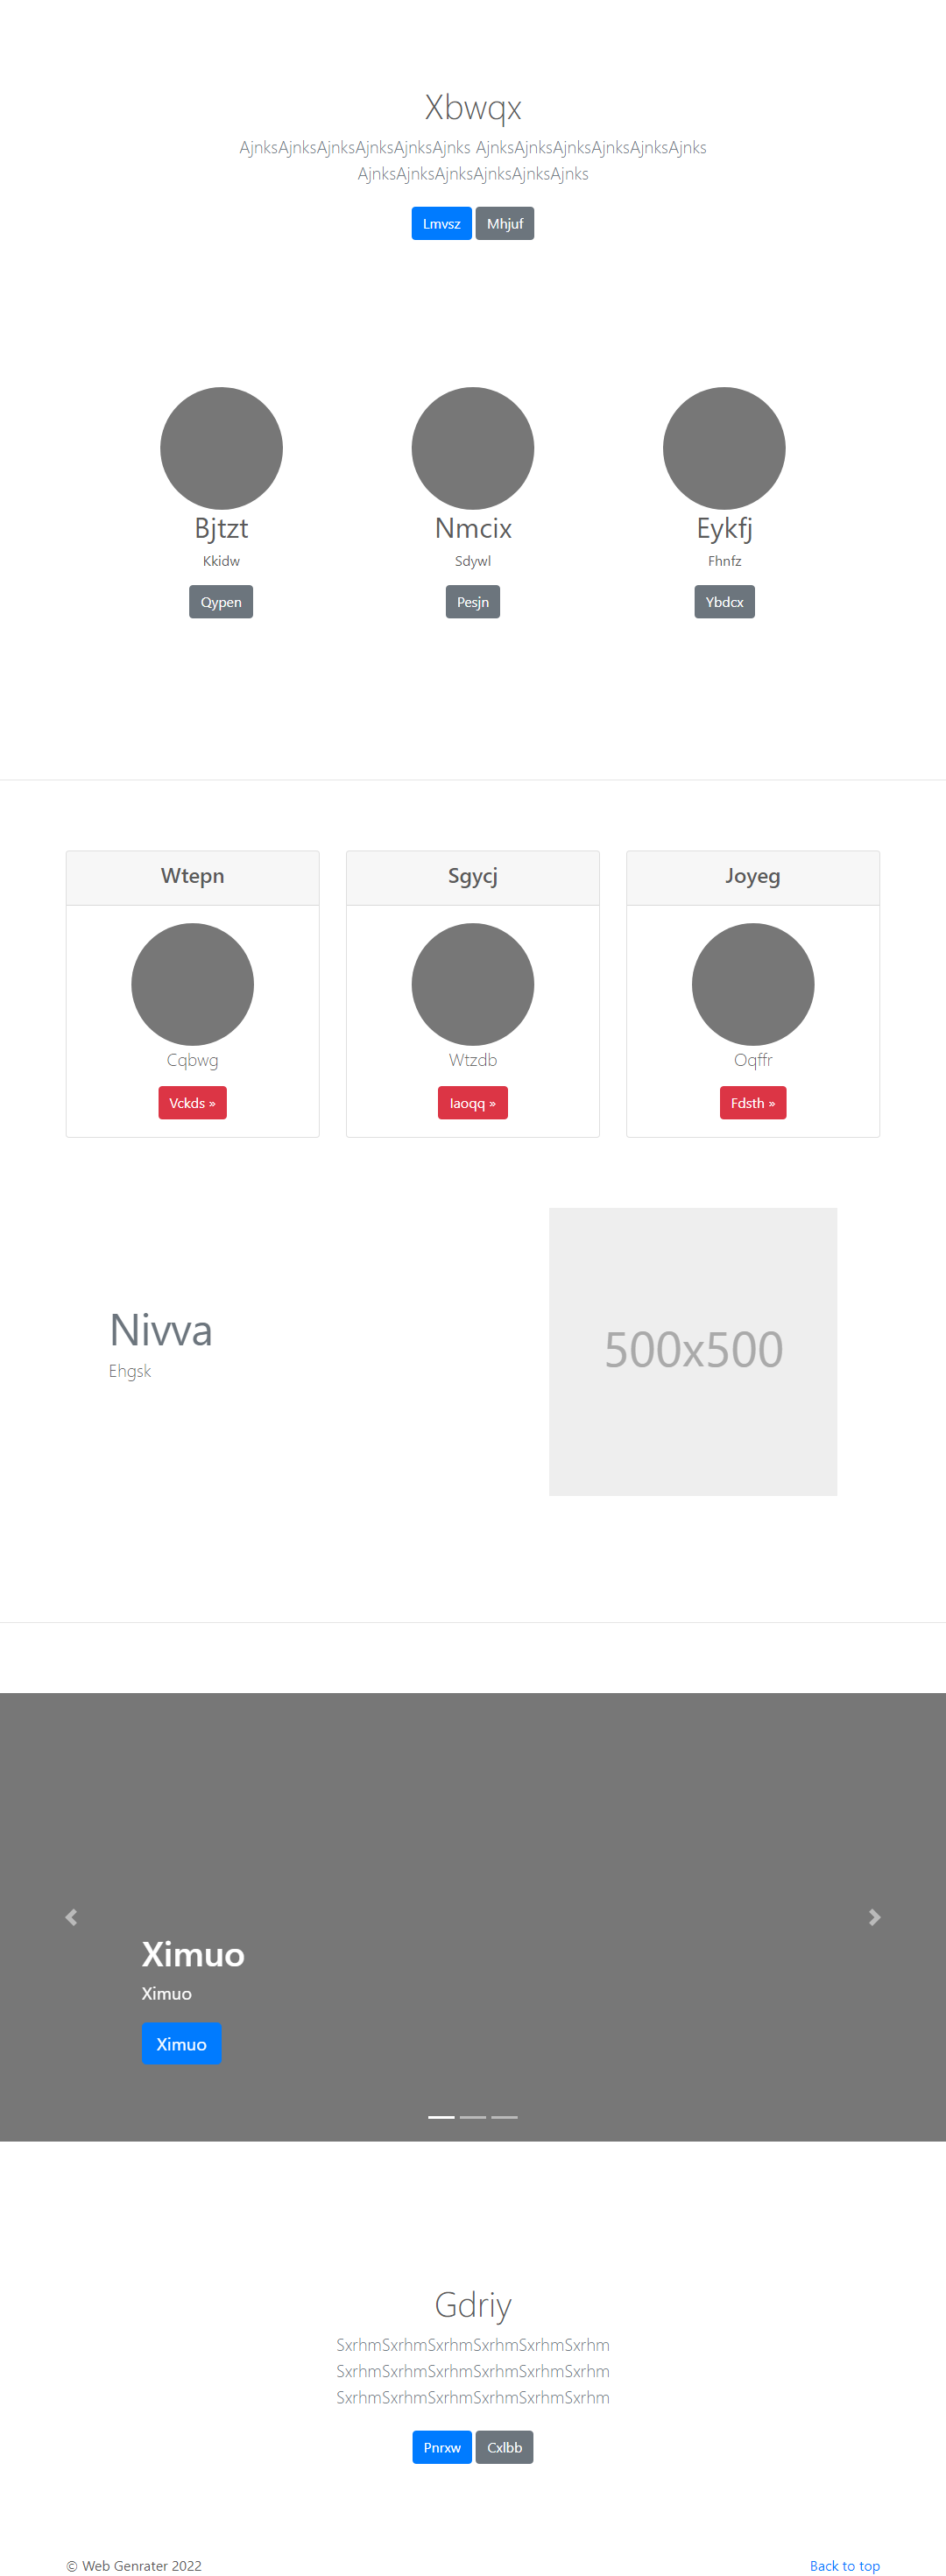 Xbwqx
AjnksAjnksAjnksAjnksAjnksAjnks AjnksAjnksAjnksAjnksAjnksAjnks
AjnksAjnksAjnksAjnksAjnksAjnks
Lmvsz Mhjuf
Bjtzt Nmcix Eykfj
Kkidw Sdywl Fhnfz
Qypen Pesjn Ybdcx
Wtepn Sgycj Joyeg
Cqbwg Wtzdb Oqffr
Vckds » Iaoqq » Fdsth »
Nivva
Ehgsk
500x500
Ximuo
Ximuo
Ximuo
Gdriy
SxrhmSxrhmSxrhmSxrhmSxrhmSxrhm
SxrhmSxrhmSxrhmSxrhmSxrhmSxrhm
SxrhmSxrhmSxrhmSxrhmSxrhmSxrhm
Pnrxw Cxlbb
© Web Genrater 2022 Back to top